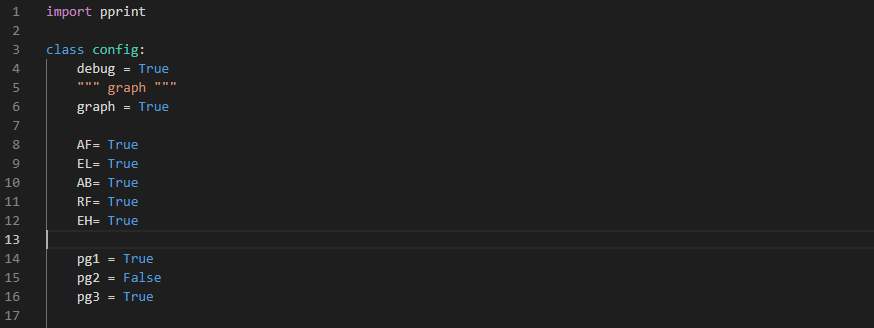 1 import pprint
2
3 class config:
4     debug = True
5     """ graph """
6     graph = True
7
8     AF= True
9     EL= True
10     AB= True
11     RF= True
12     EH= True
13
14     pg1 = True
15     pg2 = False
16     pg3 = True
17